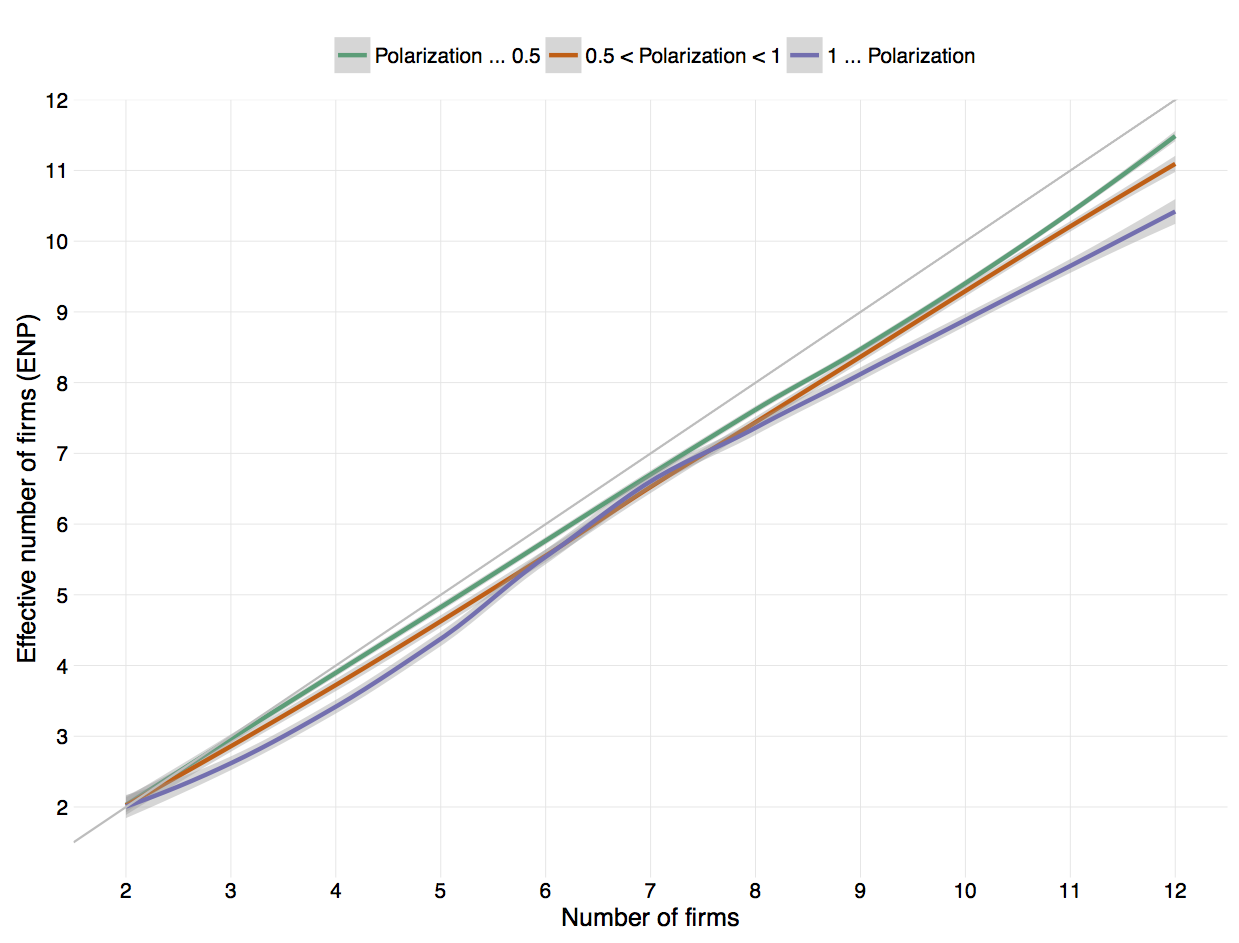 Polarization ... 0.5 0.5 < Polarization < 1 1 ... Polarization
12
11
10
9
8
7
6
5
4
3
2
Effective number of firms (ENP)
2 3 4 5 6 7 8 9 10 11 12
Number of firms